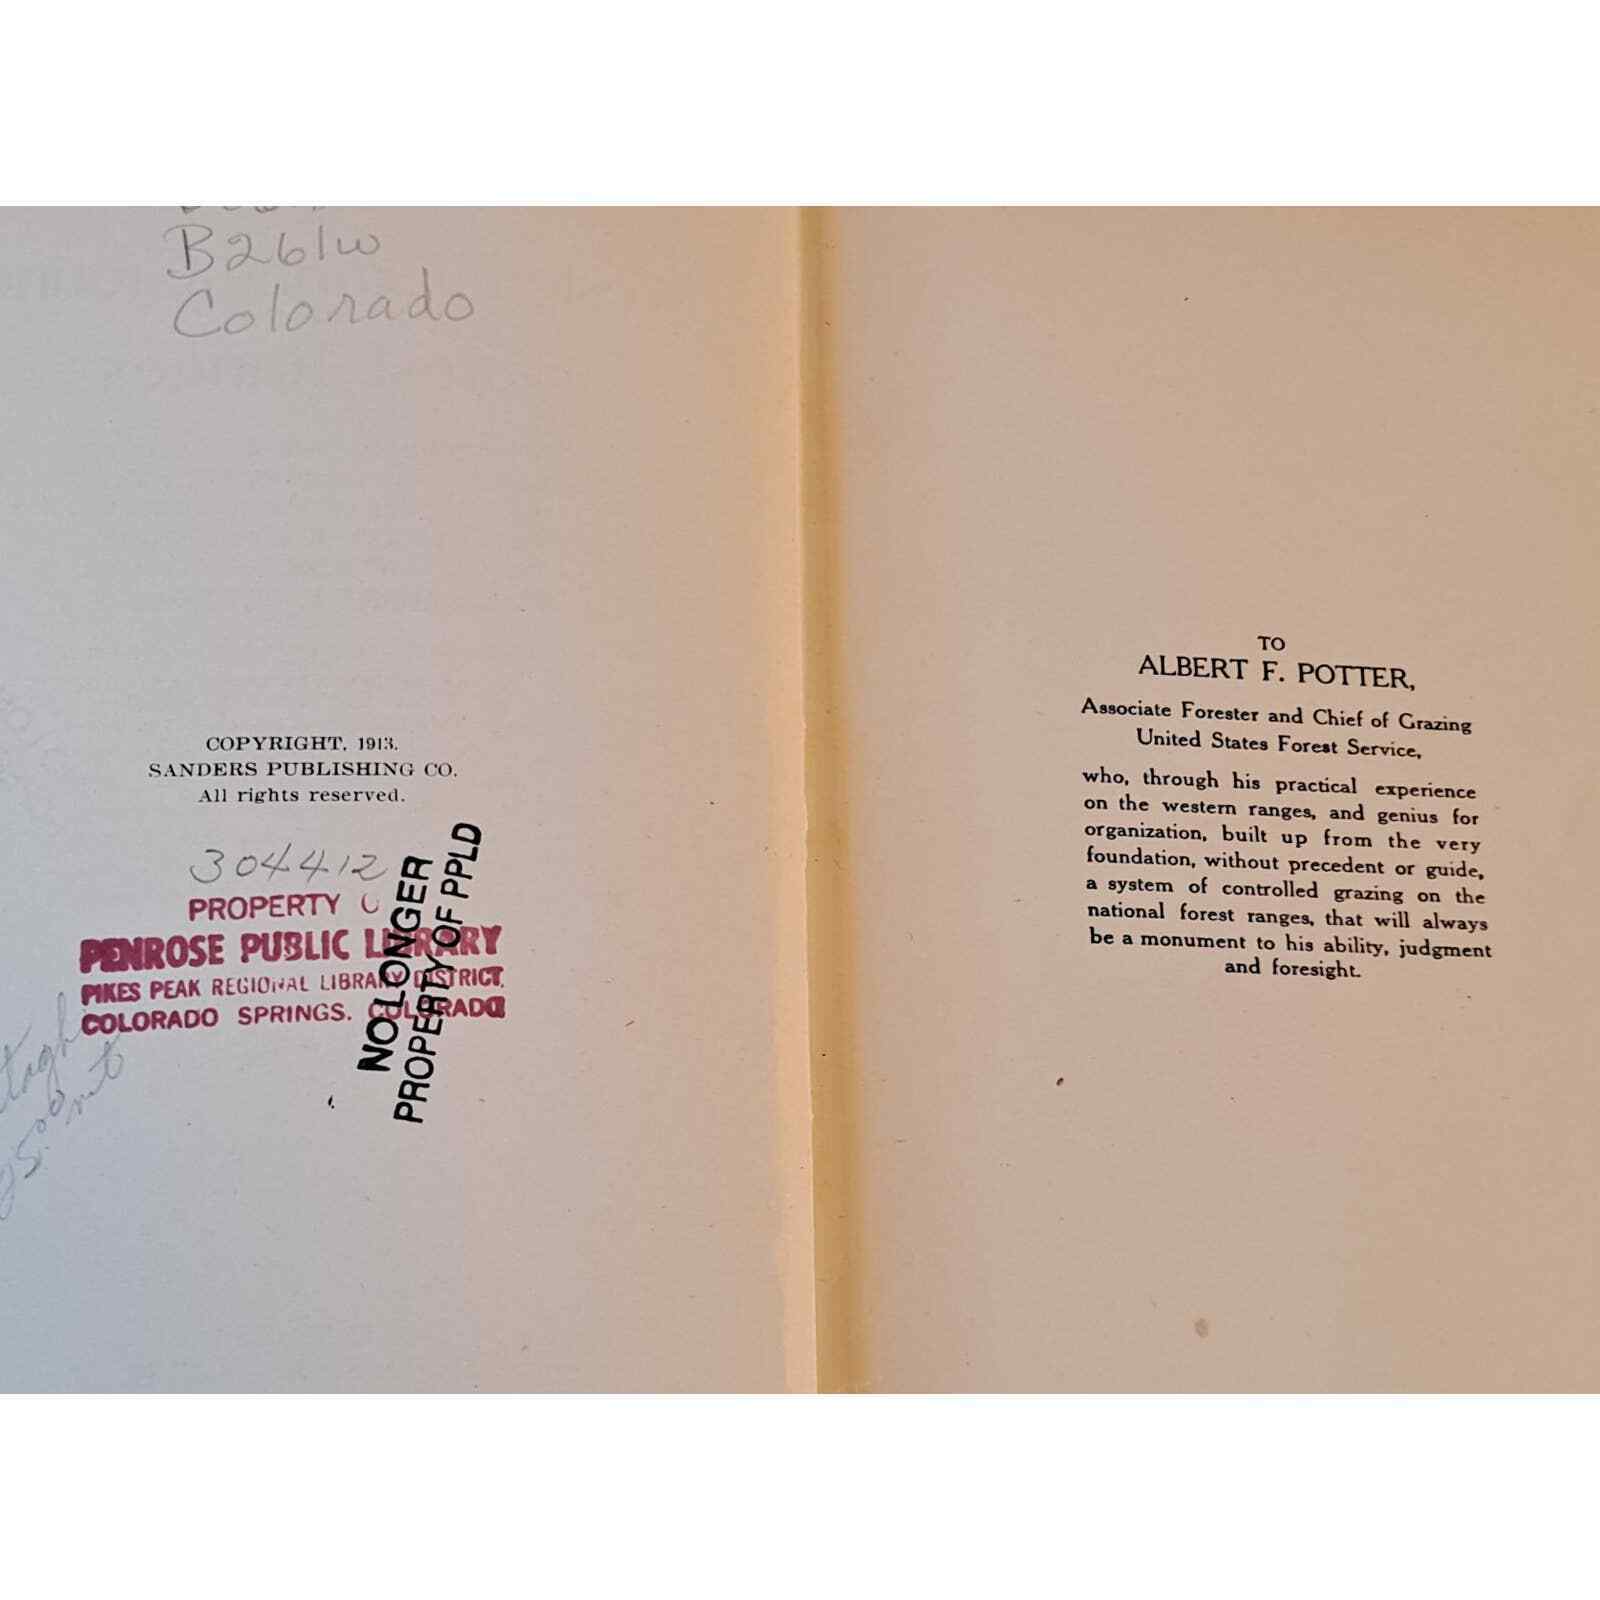 B261w
Colorado
COPYRIGHT, 1913.
SANDERS PUBLISHING CO.
All rights reserved.
304412
PROPERTY
PENROSE PUBLIC LIBRARY
PIKES PEAK REGIONAL LIBRARY DISTRICT,
COLORADO SPRINGS. COLORADO
NO LONGER
PROPERTY OF PPLD
TO
ALBERT F. POTTER,
Associate Forester and Chief of Grazing
United States Forest Service,
who, through his practical experience
on the western ranges, and genius for
organization, built up from the very
foundation, without precedent or guide,
a system of controlled grazing on the
national forest ranges, that will always
be a monument to his ability, judgment
and foresight.